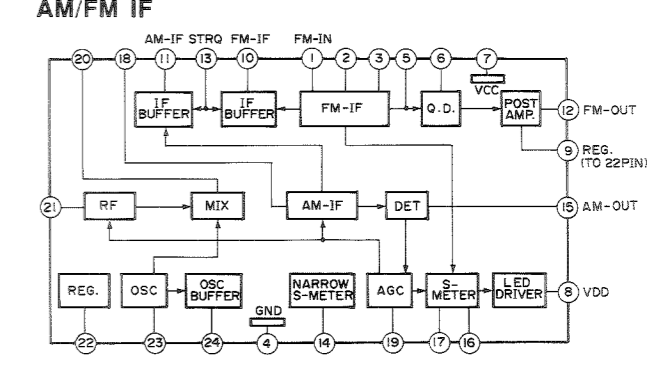 AM/FM IF
AM-IF STRQ FM-IF FM-IN
20 18 11 13 10 1 2 3 5 6 7
VCC
IF BUFFER
IF BUFFER
FM-IF
Q.D.
POST AMP.
12 FM-OUT
9 REG.
(TO 22PIN)
21
RF
MIX
AM-IF
DET
15 AM-OUT
REG.
OSC
OSC BUFFER
GND
NARROW S-METER
AGC
S-METER
LED DRIVER
8 VDD
22 23 24 4 14 19 17 16